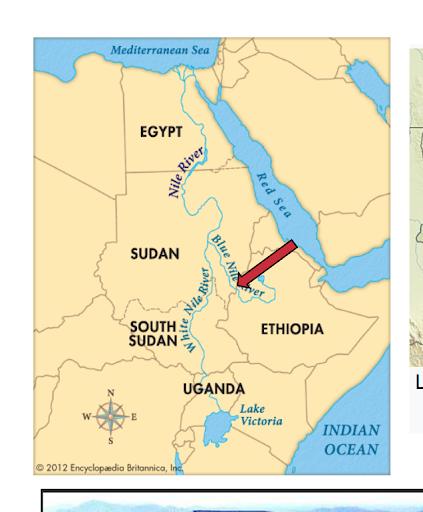 Mediterranean Sea
EGYPT
Nile River
Red Sea
SUDAN
Blue Nile River
White Nile River
SOUTH
SUDAN
ETHIOPIA
UGANDA
Lake
Victoria
N
W
E
S
INDIAN
OCEAN
© 2012 Encyclopædia Britannica, Inc.
L